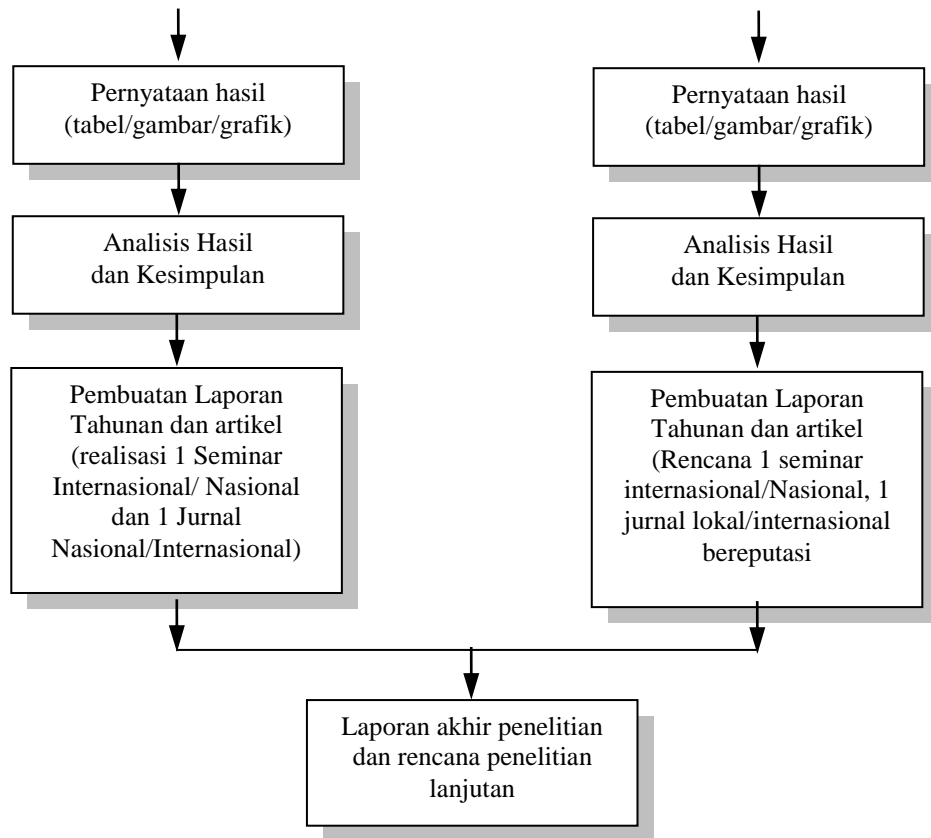 Pernyataan hasil
(tabel/gambar/grafik)
Analisis Hasil
dan Kesimpulan
Pembuatan Laporan
Tahunan dan artikel
(realisasi 1 Seminar
Internasional/ Nasional
dan 1 Jurnal
Nasional/Internasional)
Pernyataan hasil
(tabel/gambar/grafik)
Analisis Hasil
dan Kesimpulan
Pembuatan Laporan
Tahunan dan artikel
(Rencana 1 seminar
internasional/Nasional, 1
jurnal lokal/internasional
bereputasi
Laporan akhir penelitian
dan rencana penelitian
lanjutan